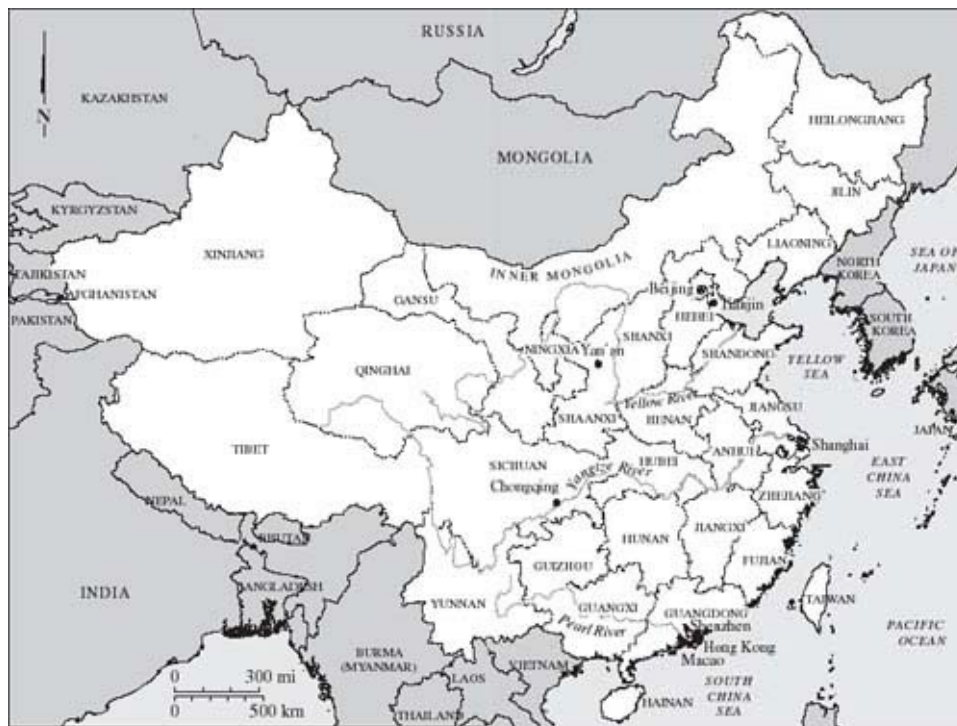 RUSSIA
KAZAKHSTAN
N
HEILONGJIANG
MONGOLIA
JILIN
KYRGYZSTAN
LIAONING
XINJIANG
SEA OF
JAPAN
NORTH
KOREA
INNER MONGOLIA
TAJIKISTAN
AFGHANISTAN
GANSU
Beijing
Tianjin
PAKISTAN
HEBEI
SOUTH
KOREA
SHANXI
NINGXIA
Yan'an
SHANDONG
YELLOW
SEA
QINGHAI
Yellow River
JIANGSU
SHAANXI
HENAN
JAPAN
TIBET
ANHUI
Shanghai
SICHUAN
Yangtze River
HUBEI
EAST
CHINA
SEA
Chongqing
ZHEJIANG
NEPAL
JIANGXI
BHUTAN
HUNAN
FUJIAN
GUIZHOU
INDIA
BANGLADESH
YUNNAN
GUANGXI
GUANGDONG
TAIWAN
Pearl River
Shenzhen
PACIFIC
OCEAN
Hong Kong
BURMA
(MYANMAR)
Macao
VIETNAM
LAOS
0 300 mi
0 500 km
SOUTH
CHINA
SEA
HAINAN
THAILAND